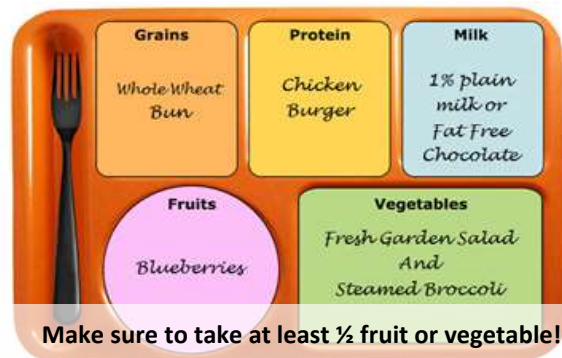 Grains
Whole Wheat
Bun
Protein
Chicken
Burger
Milk
1% plain
milk or
Fat Free
Chocolate
Fruits
Blueberries
Vegetables
Fresh Garden Salad
And
Steamed Broccoli
Make sure to take at least ½ fruit or vegetable!